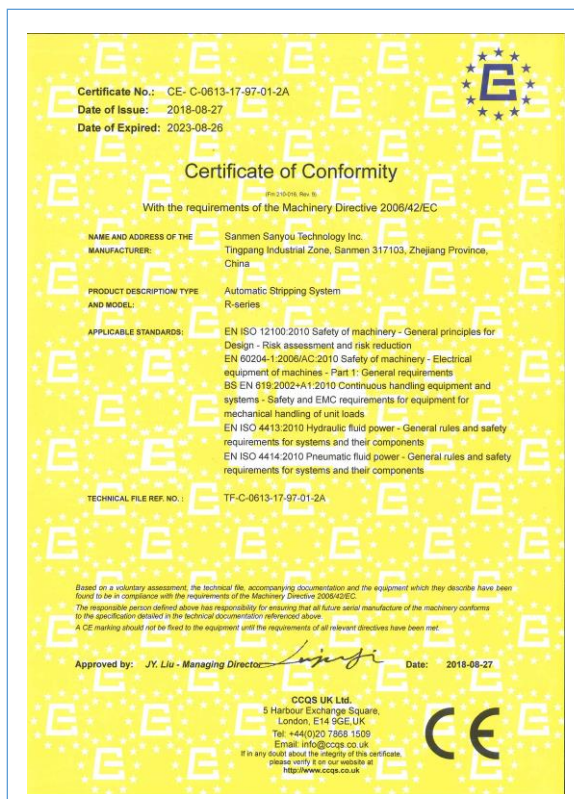 Certificate No.: CE- C-0613-17-97-01-2A
Date of Issue: 2018-08-27
Date of Expired: 2023-08-26
Certificate of Conformity
(Fm 210-016, Rev. 5)
With the requirements of the Machinery Directive 2006/42/EC
NAME AND ADDRESS OF THE MANUFACTURER:
Sanmen Sanyou Technology Inc.
Tingpang Industrial Zone, Sanmen 317103, Zhejiang Province,
China
PRODUCT DESCRIPTION/ TYPE AND MODEL:
Automatic Stripping System
R-series
APPLICABLE STANDARDS:
EN ISO 12100:2010 Safety of machinery - General principles for
Design - Risk assessment and risk reduction
EN 60204-1:2006/AC:2010 Safety of machinery - Electrical
equipment of machines - Part 1: General requirements
BS EN 619:2002+A1:2010 Continuous handling equipment and
systems - Safety and EMC requirements for equipment for
mechanical handling of unit loads
EN ISO 4413:2010 Hydraulic fluid power - General rules and safety
requirements for systems and their components
EN ISO 4414:2010 Pneumatic fluid power - General rules and safety
requirements for systems and their components
TECHNICAL FILE REF. NO. : TF-C-0613-17-97-01-2A
Based on a voluntary assessment, the technical file, accompanying documentation and the equipment which they describe have been
found to be in compliance with the requirements of the Machinery Directive 2006/42/EC.
The responsible person defined above has responsibility for ensuring that all future serial manufacture of the machinery conforms
to the specification detailed in the technical documentation referenced above.
A CE marking should not be fixed to the equipment until the requirements of all relevant directives have been met.
Approved by: JY. Liu - Managing Director Date: 2018-08-27
CCQS UK Ltd.
5 Harbour Exchange Square,
London, E14 9GE,UK
Tel: +44(0)20 7868 1509
Email: info@ccqs.co.uk
If in any doubt about the integrity of this certificate,
please verify it on our website at
http://www.ccqs.co.uk
CE